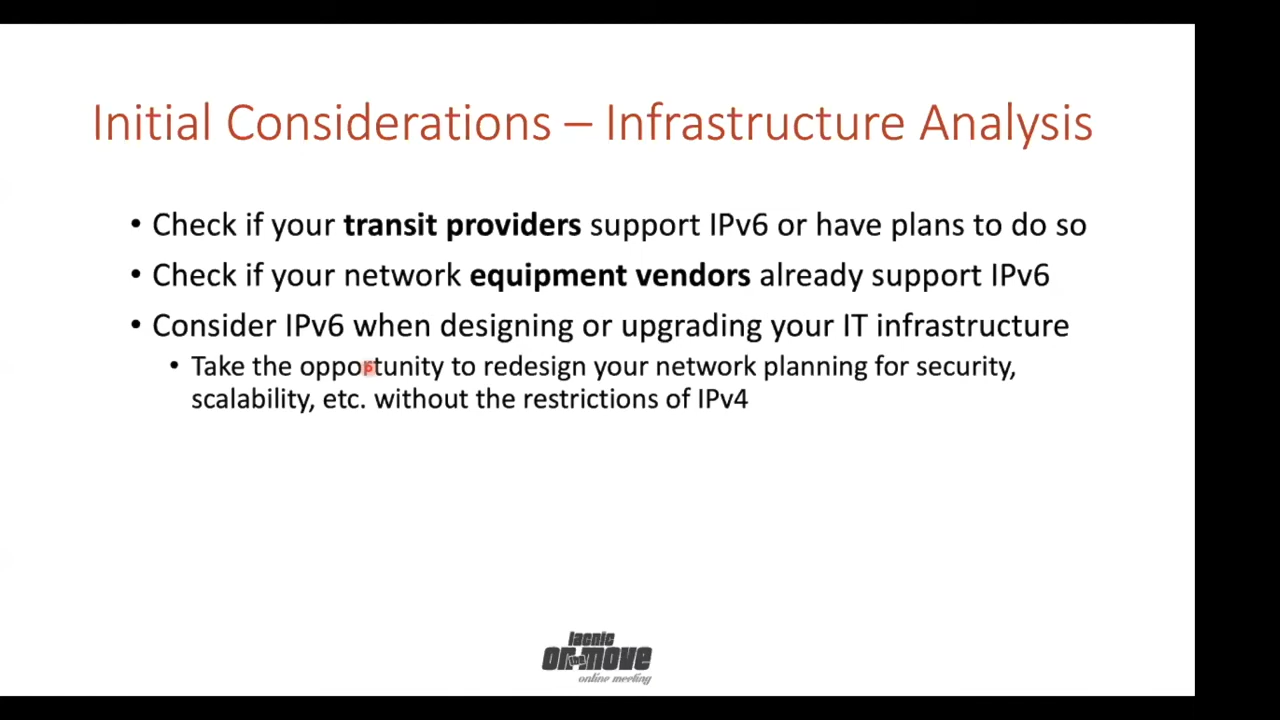 Initial Considerations – Infrastructure Analysis
• Check if your transit providers support IPv6 or have plans to do so
• Check if your network equipment vendors already support IPv6
• Consider IPv6 when designing or upgrading your IT infrastructure
• Take the opportunity to redesign your network planning for security,
scalability, etc. without the restrictions of IPv4
lacnic
on the move
online meeting